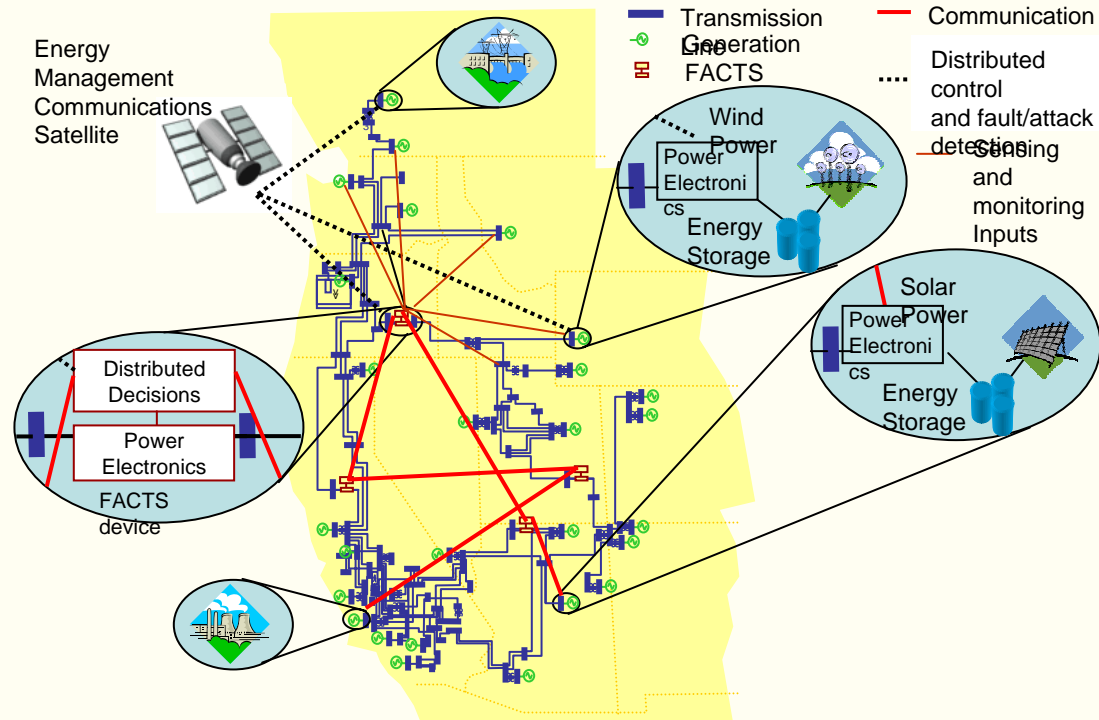 Energy
Management
Communications
Satellite
Transmission
Line
Generation
FACTS
Communication
Distributed
control
and fault/attack
detection
Sensing
and
monitoring
Inputs
Wind
Power
Power
Electroni
cs
Energy
Storage
Solar
Power
Power
Electroni
cs
Energy
Storage
Distributed
Decisions
Power
Electronics
FACTS
device